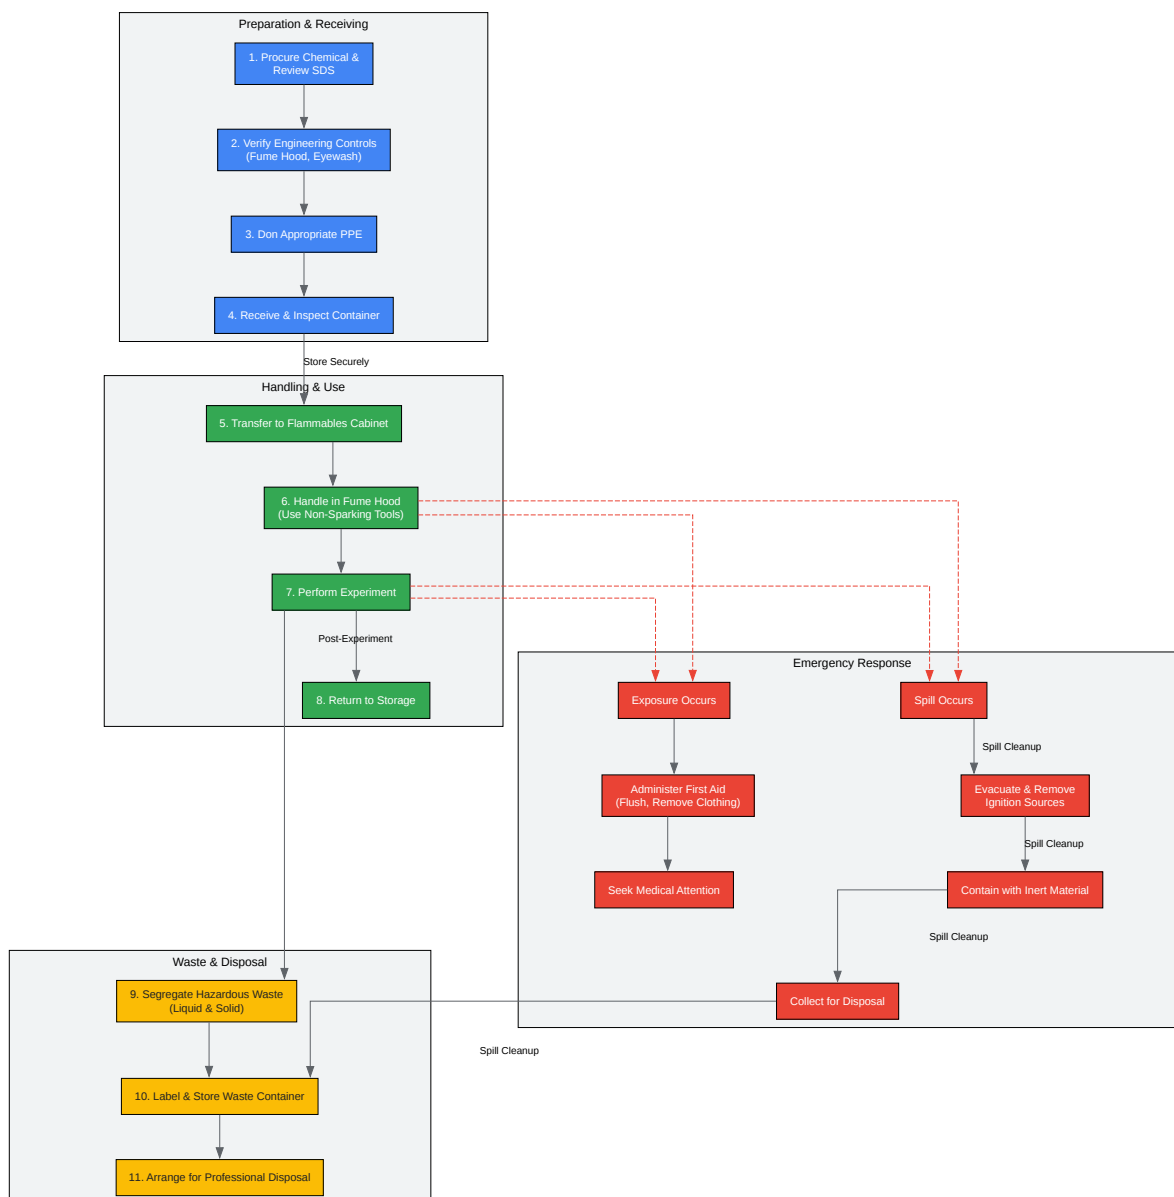 Preparation & Receiving
1. Procure Chemical &
Review SDS
2. Verify Engineering Controls
(Fume Hood, Eyewash)
3. Don Appropriate PPE
4. Receive & Inspect Container
Store Securely
Handling & Use
5. Transfer to Flammables Cabinet
6. Handle in Fume Hood
(Use Non-Sparking Tools)
7. Perform Experiment
Post-Experiment
8. Return to Storage
Emergency Response
Exposure Occurs
Spill Occurs
Spill Cleanup
Administer First Aid
(Flush, Remove Clothing)
Evacuate & Remove
Ignition Sources
Spill Cleanup
Seek Medical Attention
Contain with Inert Material
Spill Cleanup
Collect for Disposal
Spill Cleanup
Waste & Disposal
9. Segregate Hazardous Waste
(Liquid & Solid)
10. Label & Store Waste Container
11. Arrange for Professional Disposal